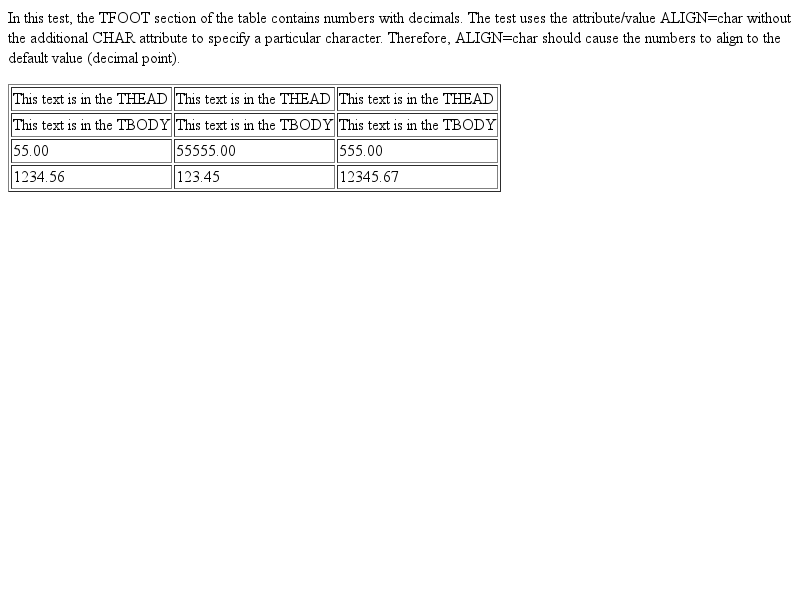 In this test, the TFOOT section of the table contains numbers with decimals. The test uses the attribute/value ALIGN=char without
the additional CHAR attribute to specify a particular character. Therefore, ALIGN=char should cause the numbers to align to the
default value (decimal point).
This text is in the THEAD This text is in the THEAD This text is in the THEAD
This text is in the TBODY This text is in the TBODY This text is in the TBODY
55.00 55555.00 555.00
1234.56 123.45 12345.67